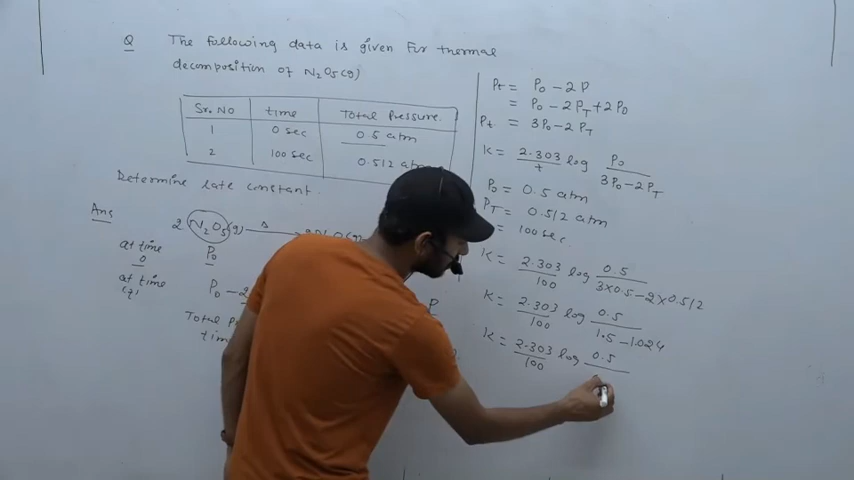 Q The following data is given for thermal
decomposition of N2O5(g)
Sr. No time Total Pressure.
1 0 sec 0.5 atm
2 100 sec 0.512 atm
Determine rate constant.
Ans
2 N2O5(g) Δ
at time
0
P0
at time
't'
P0 - 2
P
Total P
tim
Pt = P0 - 2P
= P0 - 2PT + 2P0
Pt = 3P0 - 2PT
K = 2.303/t log P0/3P0 - 2PT
P0 = 0.5 atm
PT = 0.512 atm
= 100 sec.
K = 2.303/100 log 0.5/3×0.5 - 2×0.512
K = 2.303/100 log 0.5/1.5 - 1.024
K = 2.303/100 log 0.5